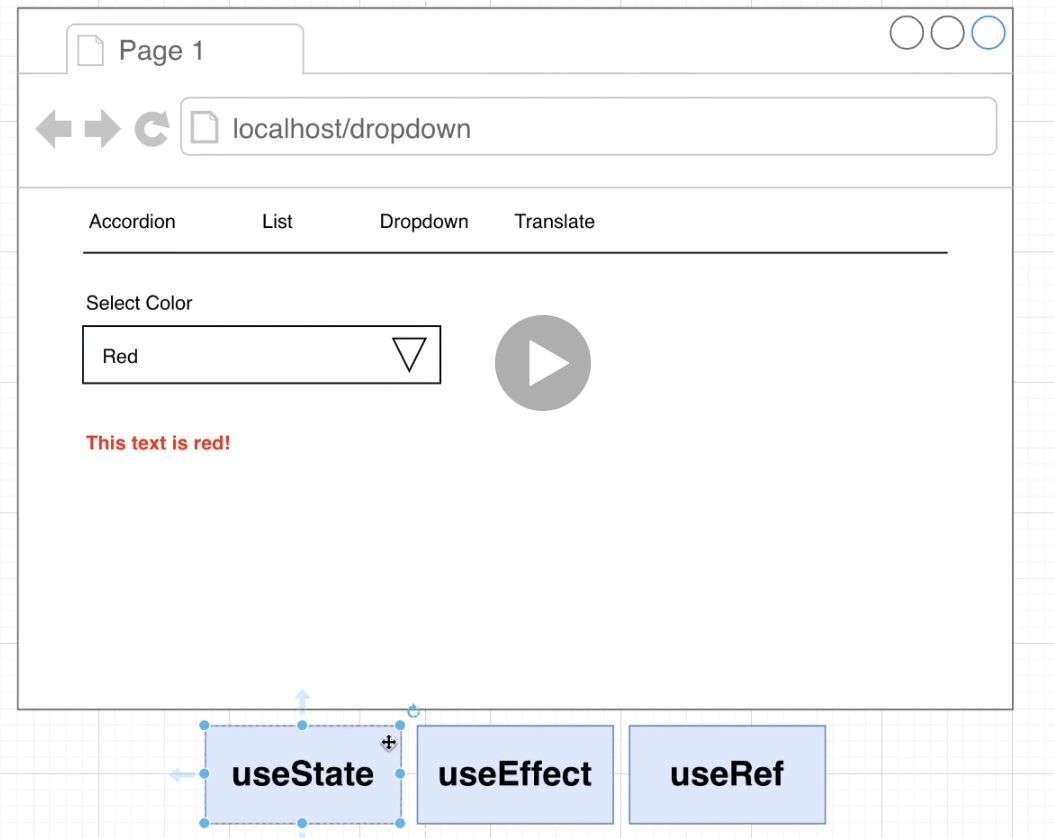 Page 1
localhost/dropdown
Accordion List Dropdown Translate
Select Color
Red
This text is red!
useState useEffect useRef